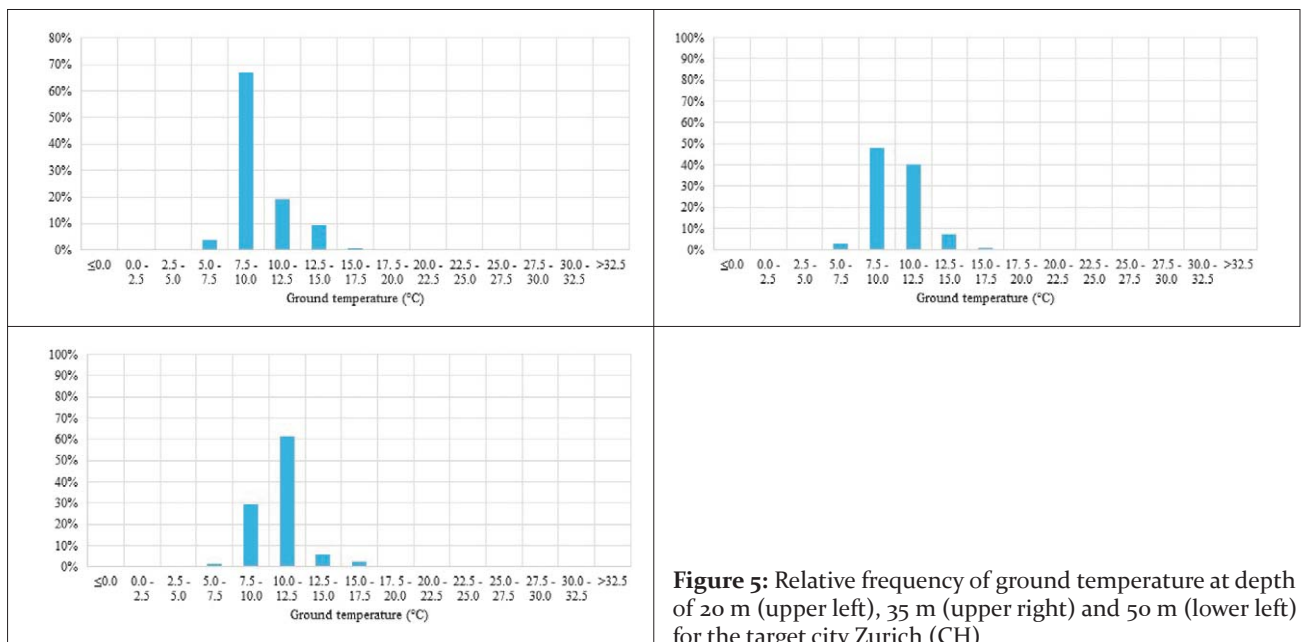 80%
70%
60%
50%
40%
30%
20%
10%
0%
≤0.0 0.0 - 2.5 - 5.0 - 7.5 - 10.0 - 12.5 - 15.0 - 17.5 - 20.0 - 22.5 - 25.0 - 27.5 - 30.0 - >32.5
2.5 5.0 7.5 10.0 12.5 15.0 17.5 20.0 22.5 25.0 27.5 30.0 32.5
Ground temperature (°C)
100%
90%
80%
70%
60%
50%
40%
30%
20%
10%
0%
≤0.0 0.0 - 2.5 - 5.0 - 7.5 - 10.0 - 12.5 - 15.0 - 17.5 - 20.0 - 22.5 - 25.0 - 27.5 - 30.0 - >32.5
2.5 5.0 7.5 10.0 12.5 15.0 17.5 20.0 22.5 25.0 27.5 30.0 32.5
Ground temperature (°C)
100%
90%
80%
70%
60%
50%
40%
30%
20%
10%
0%
≤0.0 0.0 - 2.5 - 5.0 - 7.5 - 10.0 - 12.5 - 15.0 - 17. 5 - 20.0 - 22.5 - 25.0 - 27.5 - 30.0 - >32.5
2.5 5.0 7.5 10.0 12.5 15.0 17.5 20.0 22.5 25.0 27.5 30.0 32.5
Ground temperature (°C)
Figure 5: Relative frequency of ground temperature at depth
of 20 m (upper left), 35 m (upper right) and 50 m (lower left)
for the target city Zurich (CH)